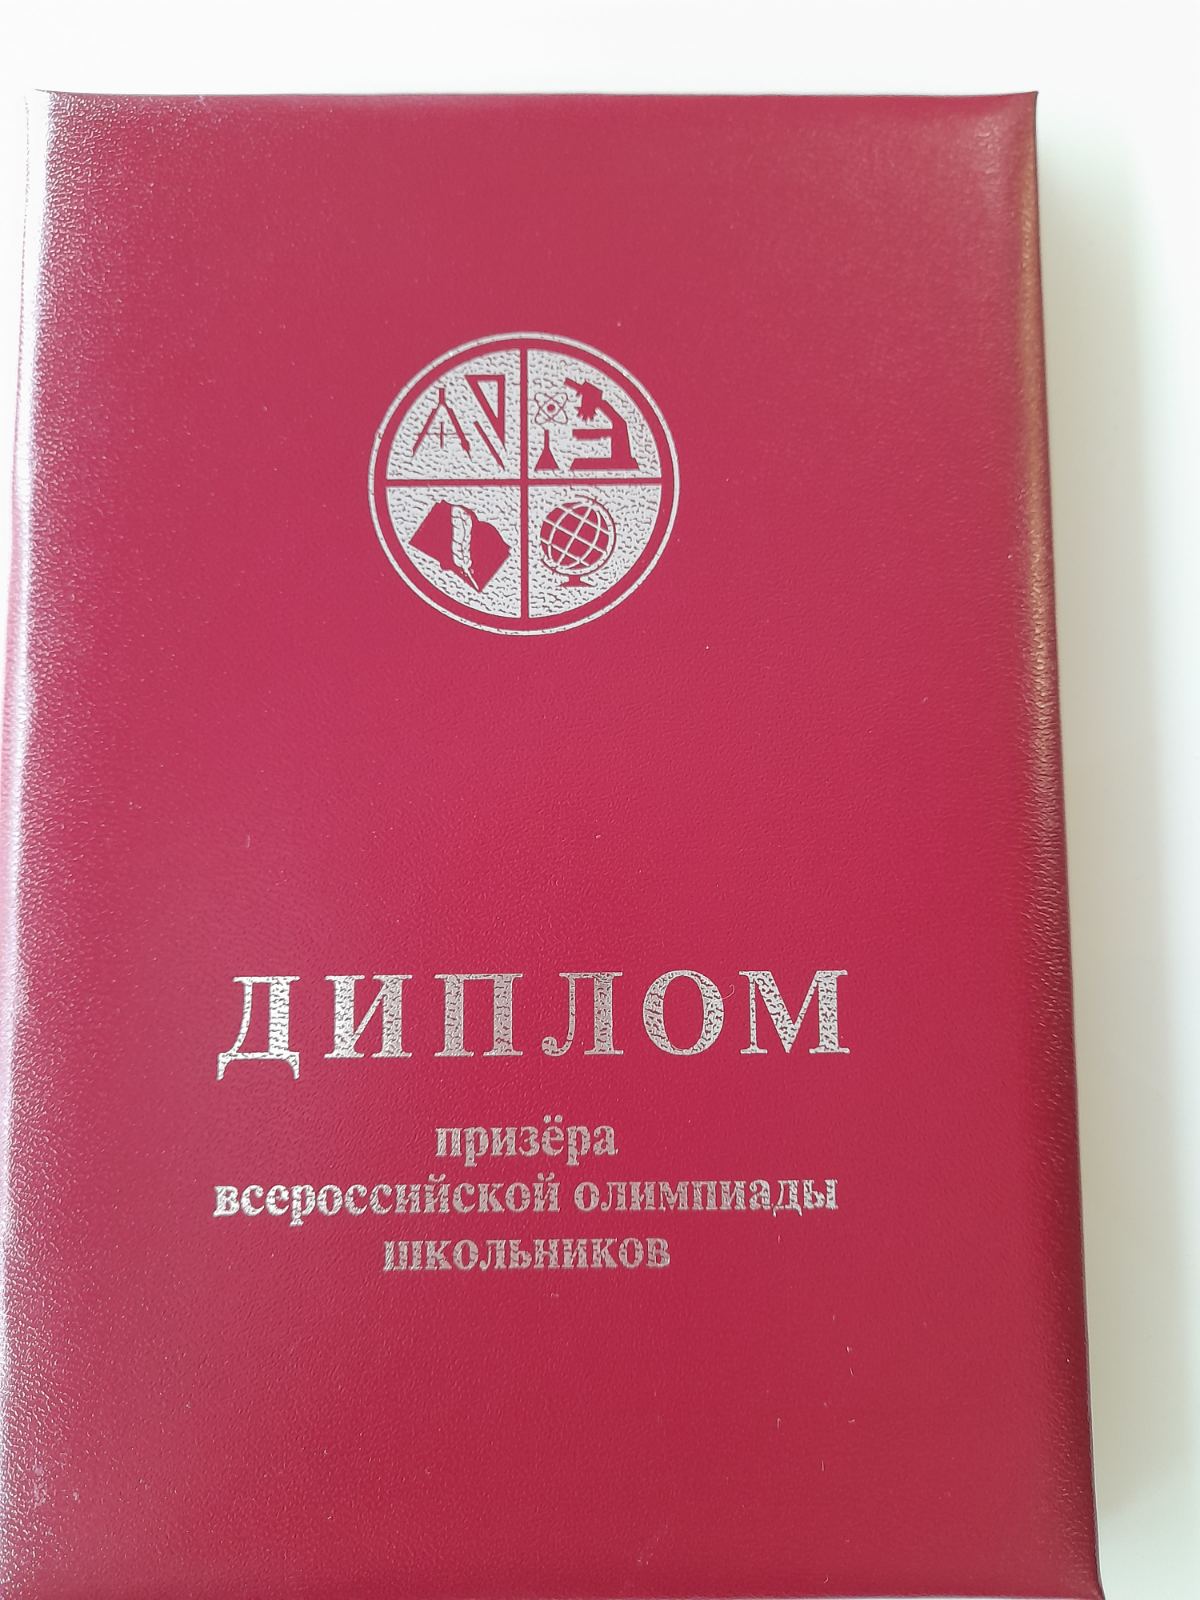 ДИПЛОМ
призёра
всероссийской олимпиады
школьников